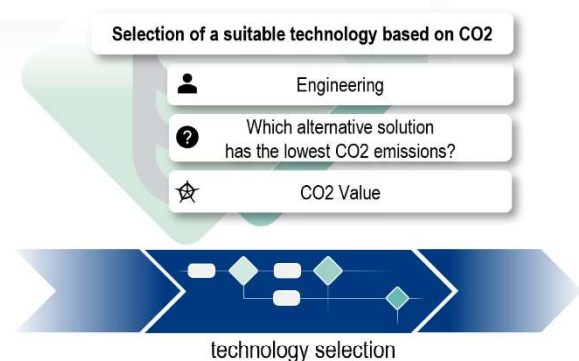 Selection of a suitable technology based on CO2
Engineering
?
Which alternative solution
has the lowest CO2 emissions?
CO2 Value
technology selection